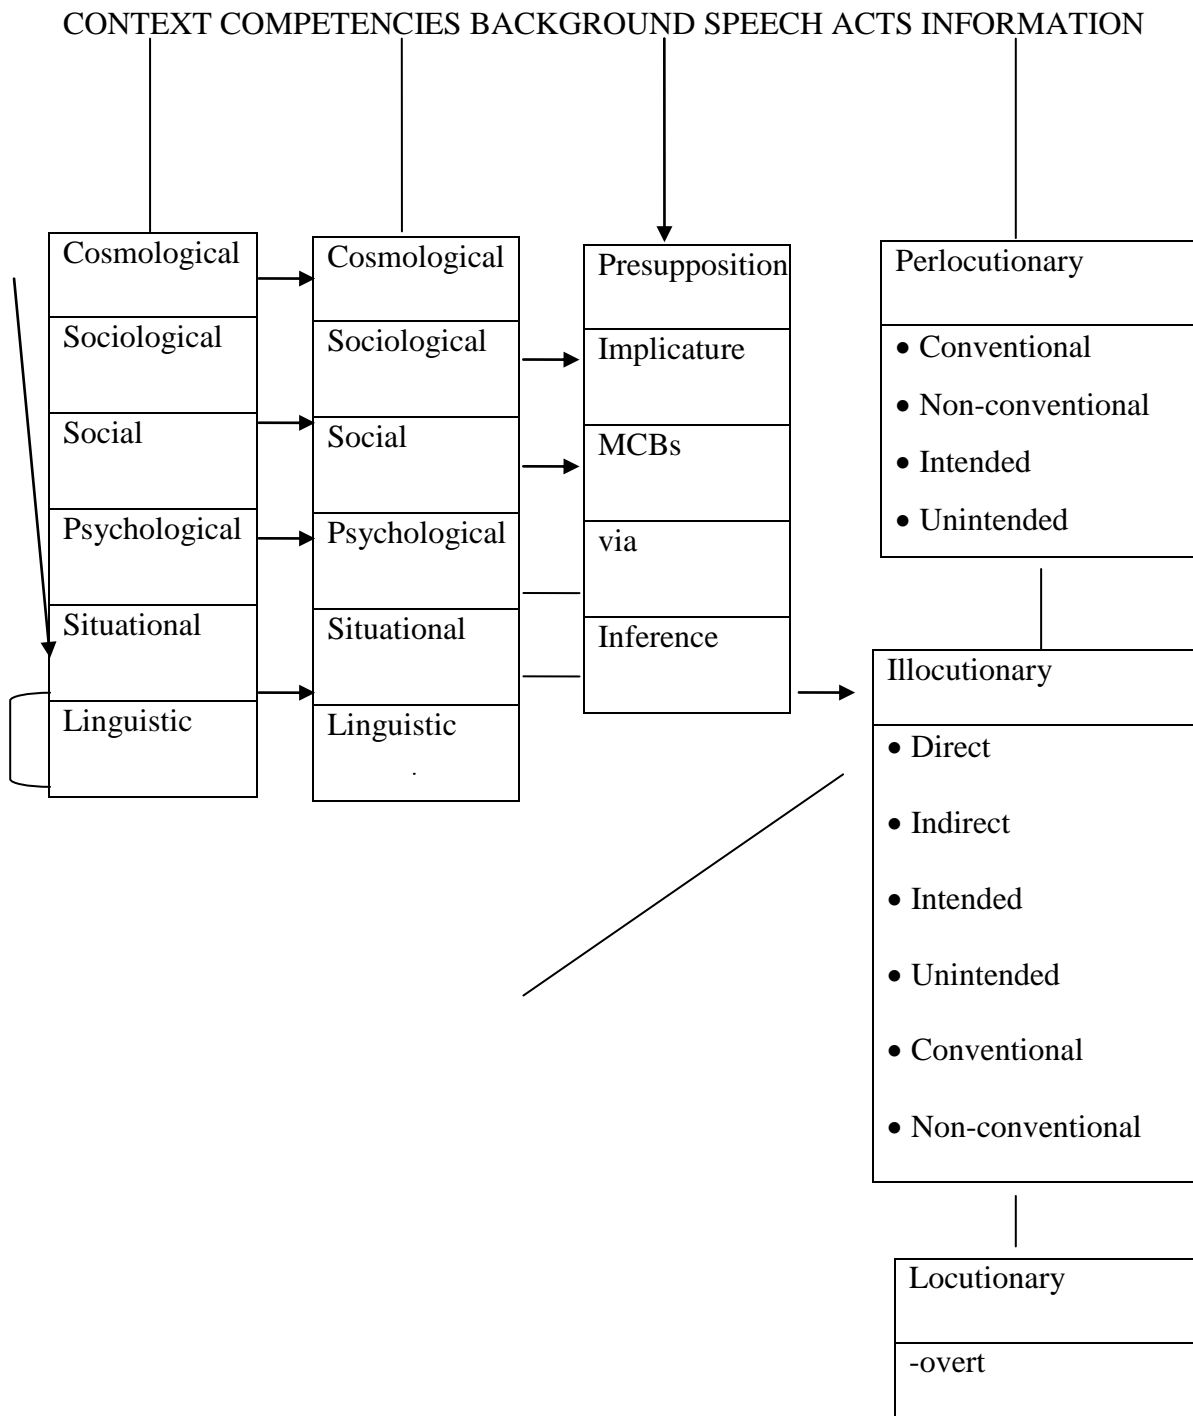 CONTEXT COMPETENCIES BACKGROUND SPEECH ACTS INFORMATION
Cosmological
Sociological
Social
Psychological
Situational
Linguistic
Cosmological
Sociological
Social
Psychological
Situational
Linguistic
.
Presupposition
Implicature
MCBs
via
Inference
Perlocutionary
• Conventional
• Non-conventional
• Intended
• Unintended
Illocutionary
• Direct
• Indirect
• Intended
• Unintended
• Conventional
• Non-conventional
Locutionary
-overt